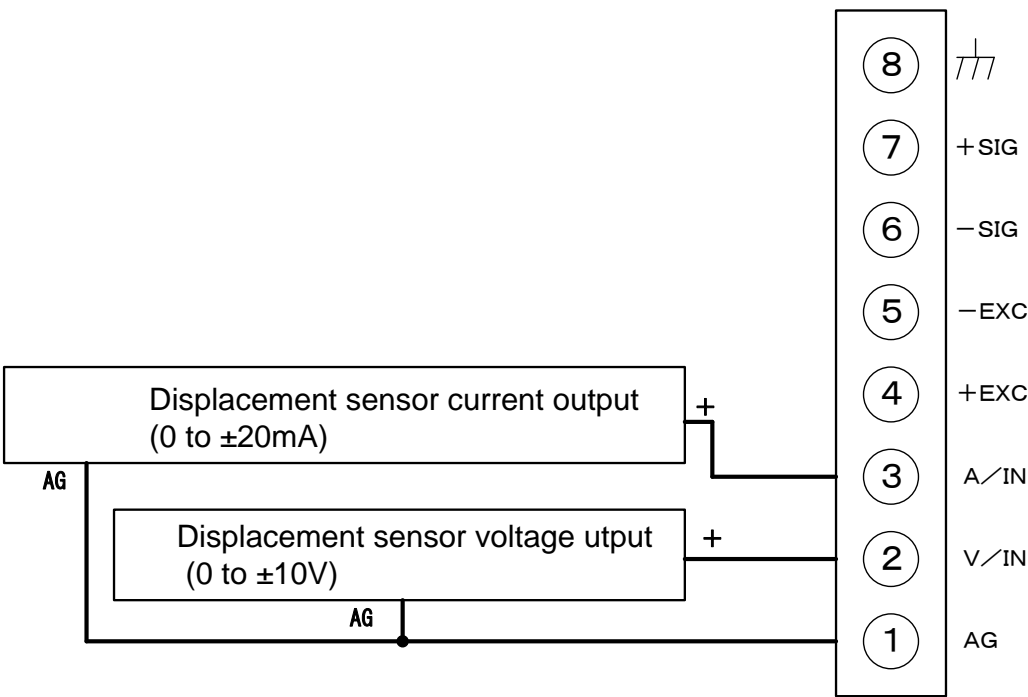 8
7 +SIG
6 −SIG
5 −EXC
4 +EXC
Displacement sensor current output
(0 to ±20mA)
+
AG
3 A/IN
Displacement sensor voltage utput
(0 to ±10V)
+
2 V/IN
AG
1 AG